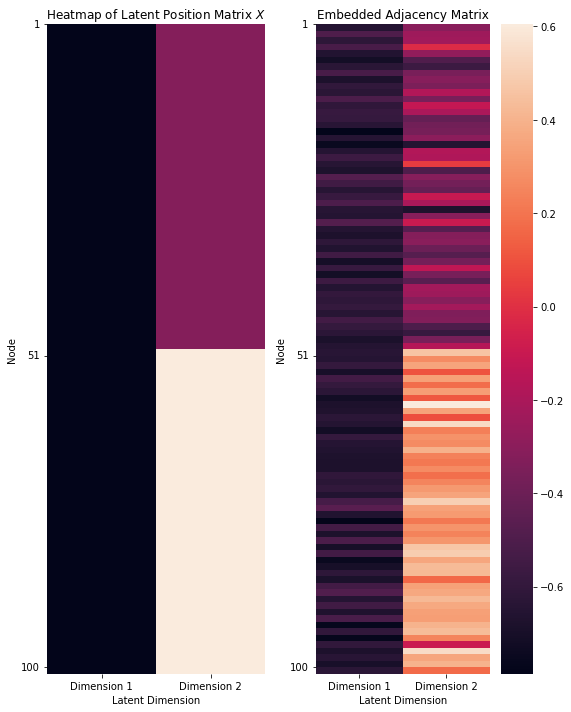 Heatmap of Latent Position Matrix X
Embedded Adjacency Matrix
1
51
100
Node
Dimension 1
Dimension 2
Latent Dimension
1
51
100
Node
Dimension 1
Dimension 2
Latent Dimension
0.6
0.4
0.2
0.0
−0.2
−0.4
−0.6